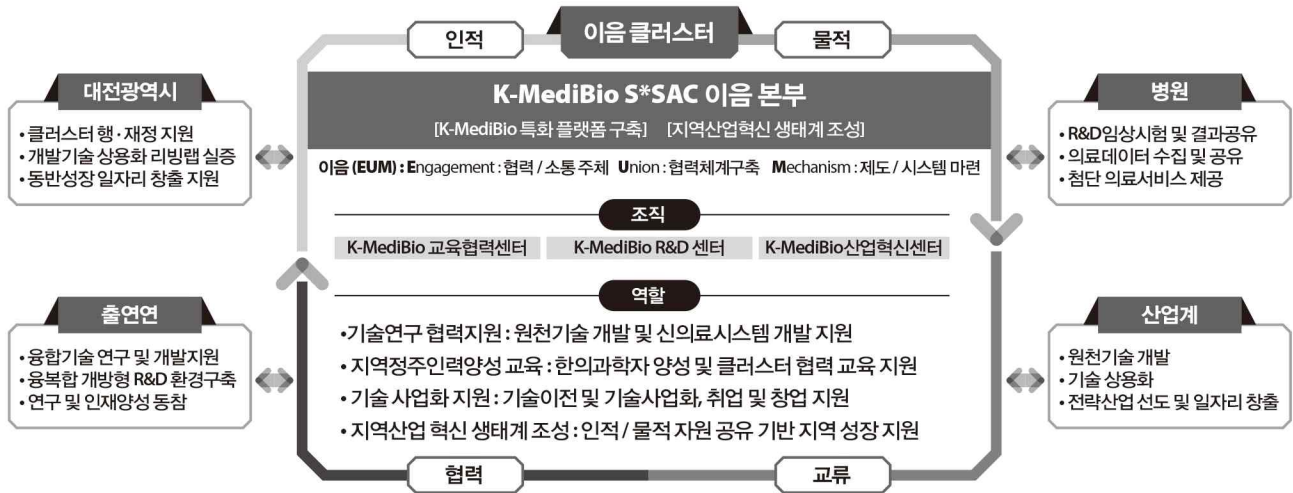 인적
이음 클러스터
물적
대전광역시
• 클러스터 행·재정 지원
• 개발기술 상용화 리빙랩 실증
• 동반성장 일자리 창출 지원
K-MediBio S*SAC 이음 본부
[K-MediBio 특화 플랫폼 구축] [지역산업혁신 생태계 조성]
이음 (EUM) : Engagement : 협력 / 소통 주체 Union : 협력체계구축 Mechanism : 제도 / 시스템 마련
병원
• R&D임상시험 및 결과공유
• 의료데이터 수집 및 공유
• 첨단 의료서비스 제공
조직
K-MediBio 교육협력센터
K-MediBio R&D 센터
K-MediBio산업혁신센터
출연연
• 융합기술 연구 및 개발지원
• 융복합 개방형 R&D 환경구축
• 연구 및 인재양성 동참
역할
•기술연구 협력지원 : 원천기술 개발 및 신의료시스템 개발 지원
• 지역정주인력양성 교육 : 한의과학자 양성 및 클러스터 협력 교육 지원
• 기술 사업화 지원 : 기술이전 및 기술사업화, 취업 및 창업 지원
• 지역산업 혁신 생태계 조성 : 인적 / 물적 자원 공유 기반 지역 성장 지원
산업계
• 원천기술 개발
• 기술 상용화
• 전략산업 선도 및 일자리 창출
협력
교류